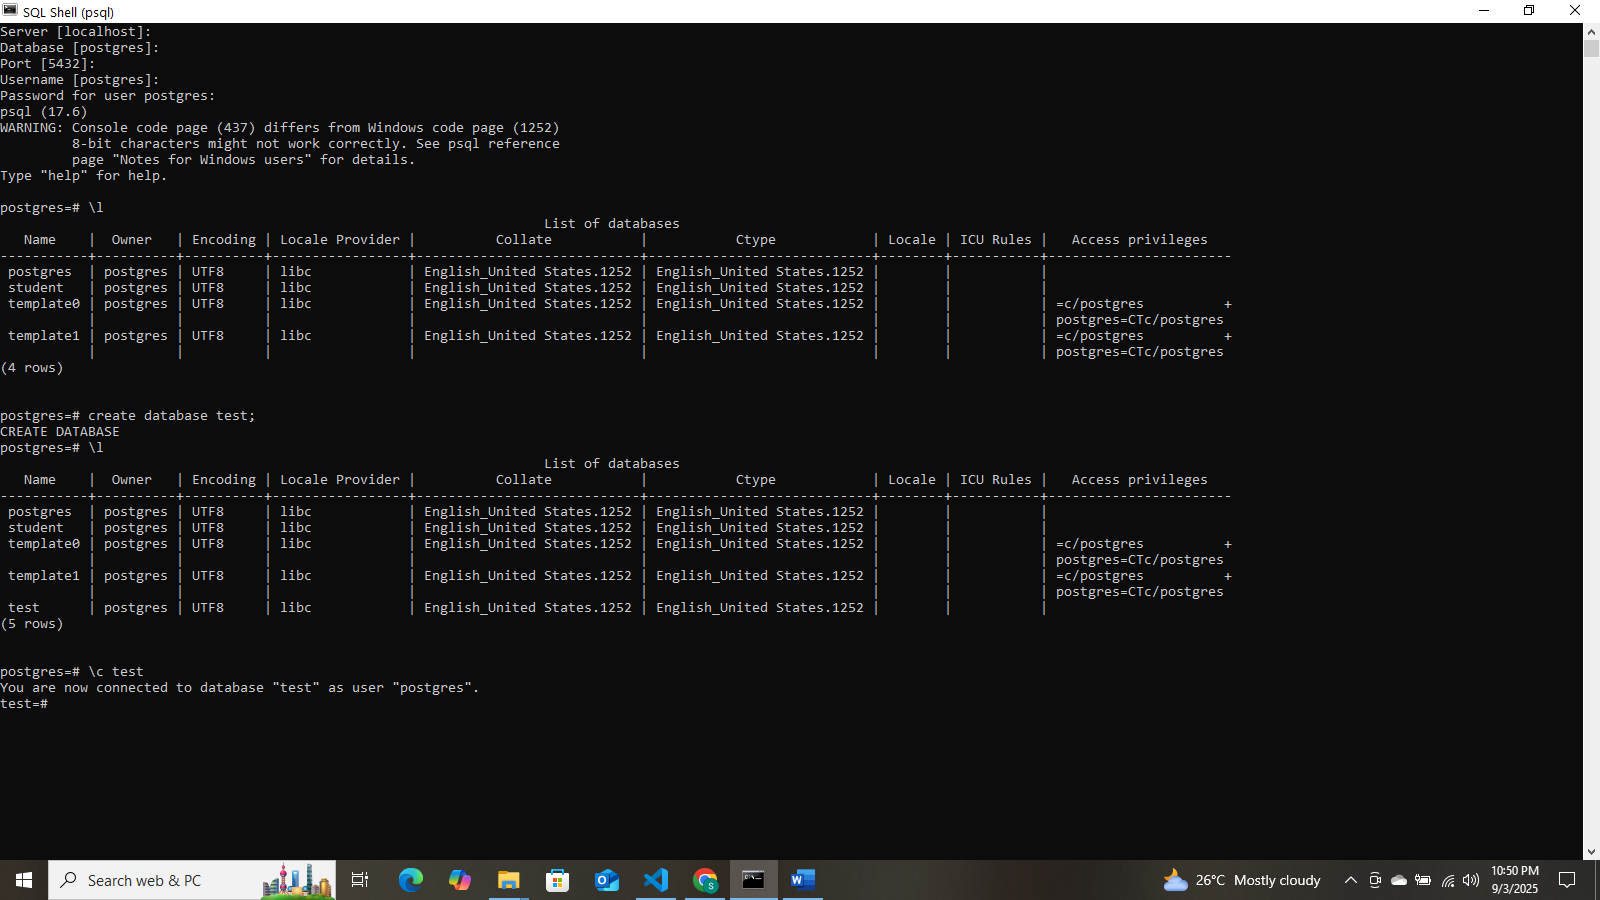 SQL Shell (psql)
Server [localhost]:
Database [postgres]:
Port [5432]:
Username [postgres]:
Password for user postgres:
psql (17.6)
WARNING: Console code page (437) differs from Windows code page (1252)
         8-bit characters might not work correctly. See psql reference
         page "Notes for Windows users" for details.
Type "help" for help.

postgres=# \l
                                                                    List of databases
   Name    |  Owner   | Encoding | Locale Provider |          Collate           |           Ctype            | Locale | ICU Rules |   Access privileges
-----------+----------+----------+-----------------+----------------------------+----------------------------+--------+-----------+-----------------------
 postgres  | postgres | UTF8     | libc            | English_United States.1252 | English_United States.1252 |        |           |
 student   | postgres | UTF8     | libc            | English_United States.1252 | English_United States.1252 |        |           |
 template0 | postgres | UTF8     | libc            | English_United States.1252 | English_United States.1252 |        |           | =c/postgres          +
           |          |          |                 |                            |                            |        |           | postgres=CTc/postgres
 template1 | postgres | UTF8     | libc            | English_United States.1252 | English_United States.1252 |        |           | =c/postgres          +
           |          |          |                 |                            |                            |        |           | postgres=CTc/postgres
(4 rows)

postgres=# create database test;
CREATE DATABASE
postgres=# \l
                                                                    List of databases
   Name    |  Owner   | Encoding | Locale Provider |          Collate           |           Ctype            | Locale | ICU Rules |   Access privileges
-----------+----------+----------+-----------------+----------------------------+----------------------------+--------+-----------+-----------------------
 postgres  | postgres | UTF8     | libc            | English_United States.1252 | English_United States.1252 |        |           |
 student   | postgres | UTF8     | libc            | English_United States.1252 | English_United States.1252 |        |           |
 template0 | postgres | UTF8     | libc            | English_United States.1252 | English_United States.1252 |        |           | =c/postgres          +
           |          |          |                 |                            |                            |        |           | postgres=CTc/postgres
 template1 | postgres | UTF8     | libc            | English_United States.1252 | English_United States.1252 |        |           | =c/postgres          +
           |          |          |                 |                            |                            |        |           | postgres=CTc/postgres
 test      | postgres | UTF8     | libc            | English_United States.1252 | English_United States.1252 |        |           |
(5 rows)

postgres=# \c test
You are now connected to database "test" as user "postgres".
test=#
Search web & PC
26°C Mostly cloudy
10:50 PM
9/3/2025